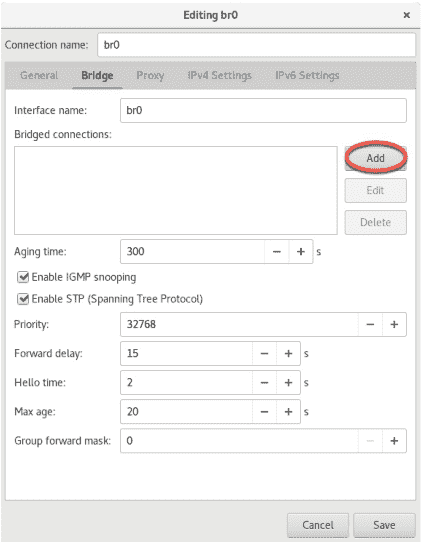 Editing br0 ×
Connection name: br0
General Bridge Proxy IPv4 Settings IPv6 Settings
Interface name: br0
Bridged connections:
Add
Edit
Delete
Aging time: 300 − + s
Enable IGMP snooping
Enable STP (Spanning Tree Protocol)
Priority: 32768 − +
Forward delay: 15 − + s
Hello time: 2 − + s
Max age: 20 − + s
Group forward mask: 0 − +
Cancel Save